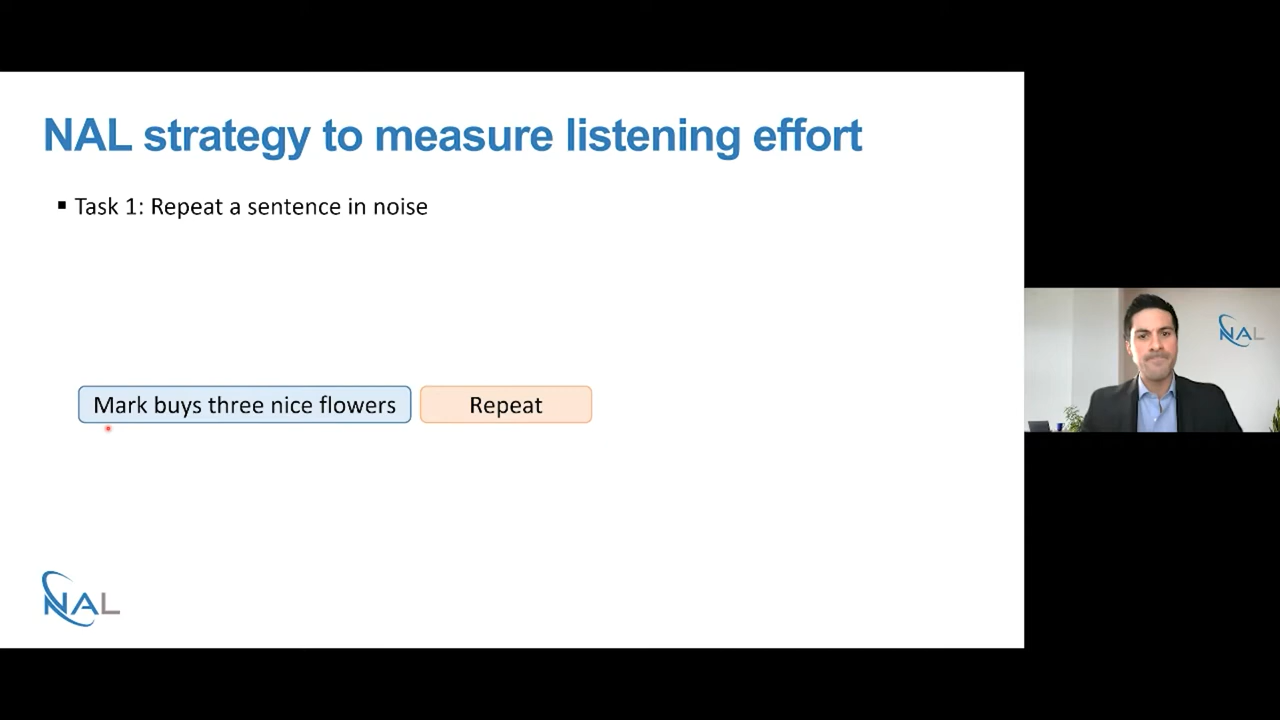 NAL strategy to measure listening effort
Task 1: Repeat a sentence in noise
Mark buys three nice flowers
Repeat
NAL
NAL